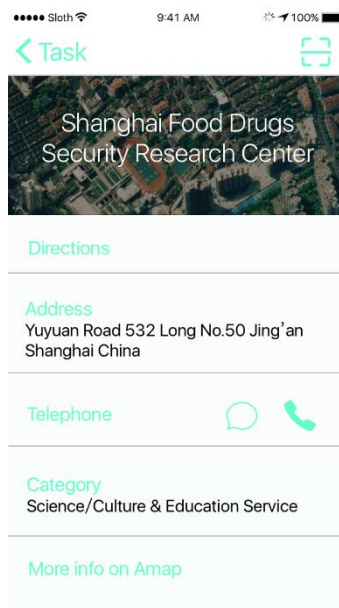 Sloth 9:41 AM 100%
Task
Shanghai Food Drugs
Security Research Center
Directions
Address
Yuyuan Road 532 Long No.50 Jing’an
Shanghai China
Telephone
Category
Science/Culture & Education Service
More info on Amap